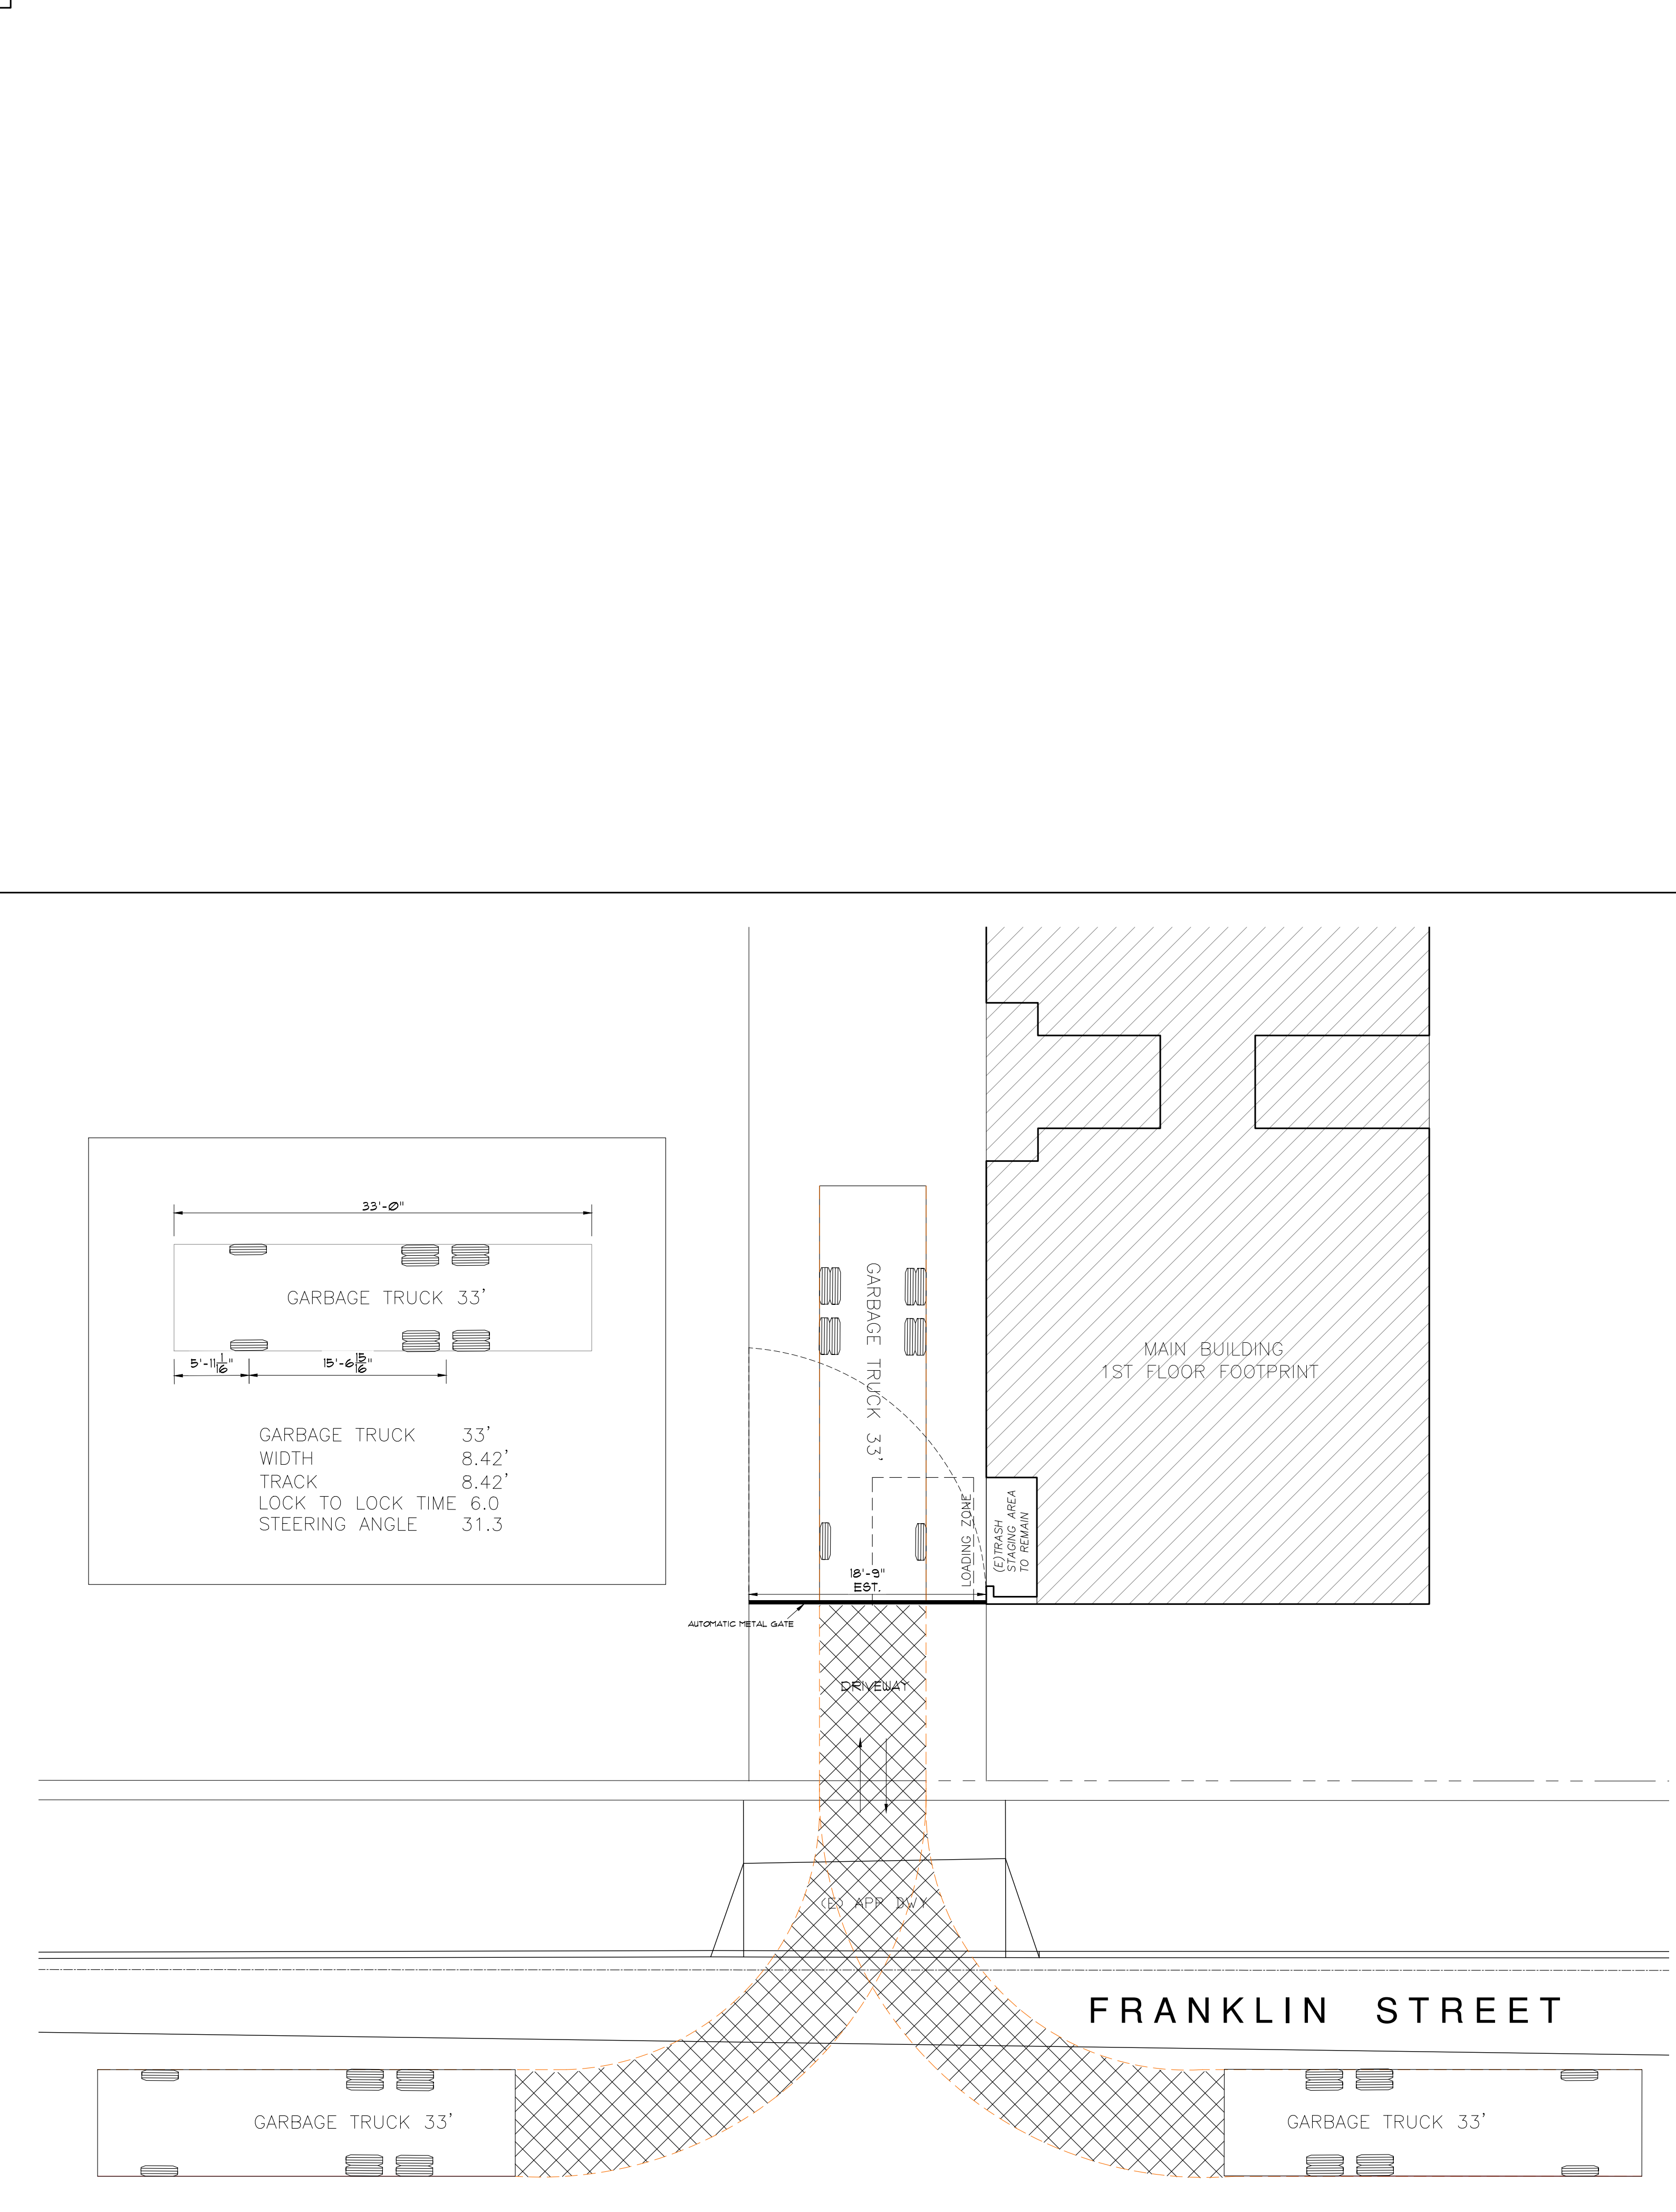 33'-0"
GARBAGE TRUCK 33'
5'-11 1/16"
15'-6 15/16"
GARBAGE TRUCK 33'
WIDTH 8.42'
TRACK 8.42'
LOCK TO LOCK TIME 6.0
STEERING ANGLE 31.3
GARBAGE TRUCK 33'
MAIN BUILDING
1ST FLOOR FOOTPRINT
LOADING ZONE
(E)TRASH
STAGING AREA
TO REMAIN
18'-9"
EST.
AUTOMATIC METAL GATE
DRIVEWAY
(E) APP DWY
FRANKLIN STREET
GARBAGE TRUCK 33'
GARBAGE TRUCK 33'